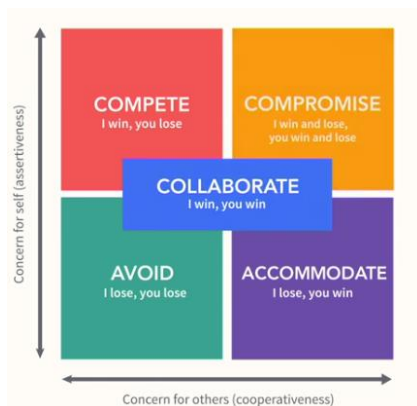 COMPETE
I win, you lose
COMPROMISE
I win and lose,
you win and lose
COLLABORATE
I win, you win
AVOID
I lose, you lose
ACCOMMODATE
I lose, you win
Concern for self (assertiveness)
Concern for others (cooperativeness)